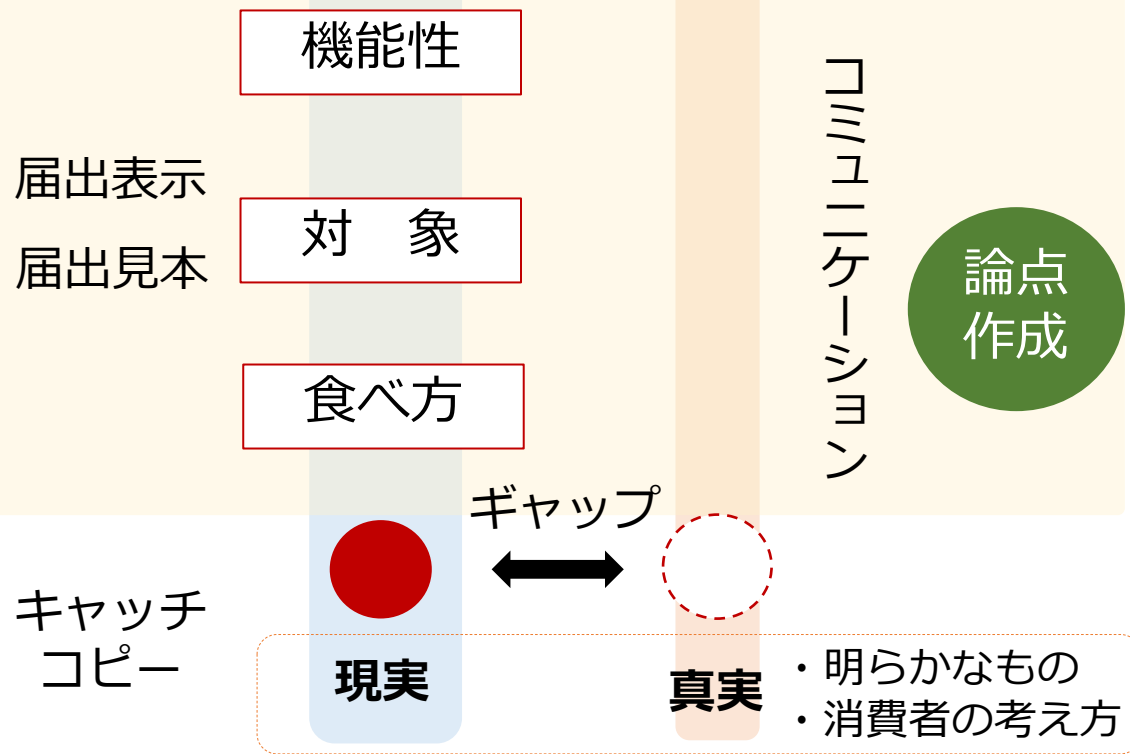 機能性
届出表示
届出見本
対　象
食べ方
コミュニケーション
論点
作成
ギャップ
キャッチ
コピー
現実
真実
・明らかなもの
・消費者の考え方